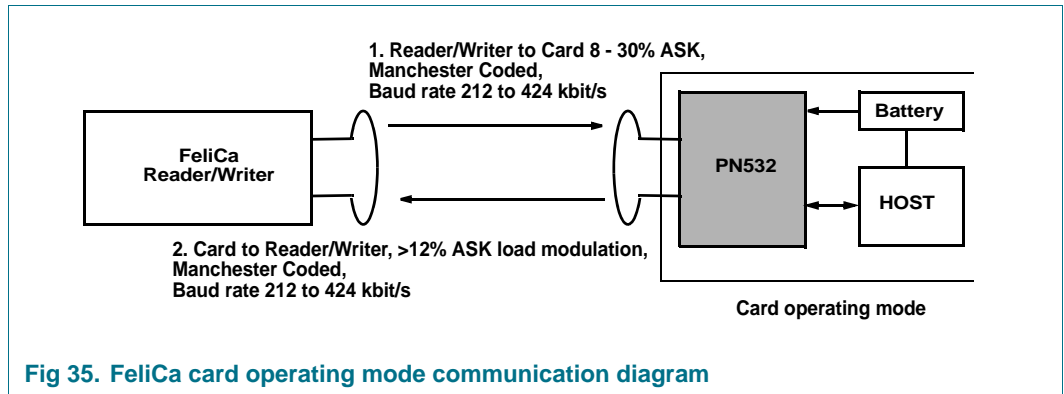 1. Reader/Writer to Card 8 - 30% ASK,
Manchester Coded,
Baud rate 212 to 424 kbit/s
FeliCa
Reader/Writer
PN532
Battery
HOST
2. Card to Reader/Writer, >12% ASK load modulation,
Manchester Coded,
Baud rate 212 to 424 kbit/s
Card operating mode
Fig 35. FeliCa card operating mode communication diagram